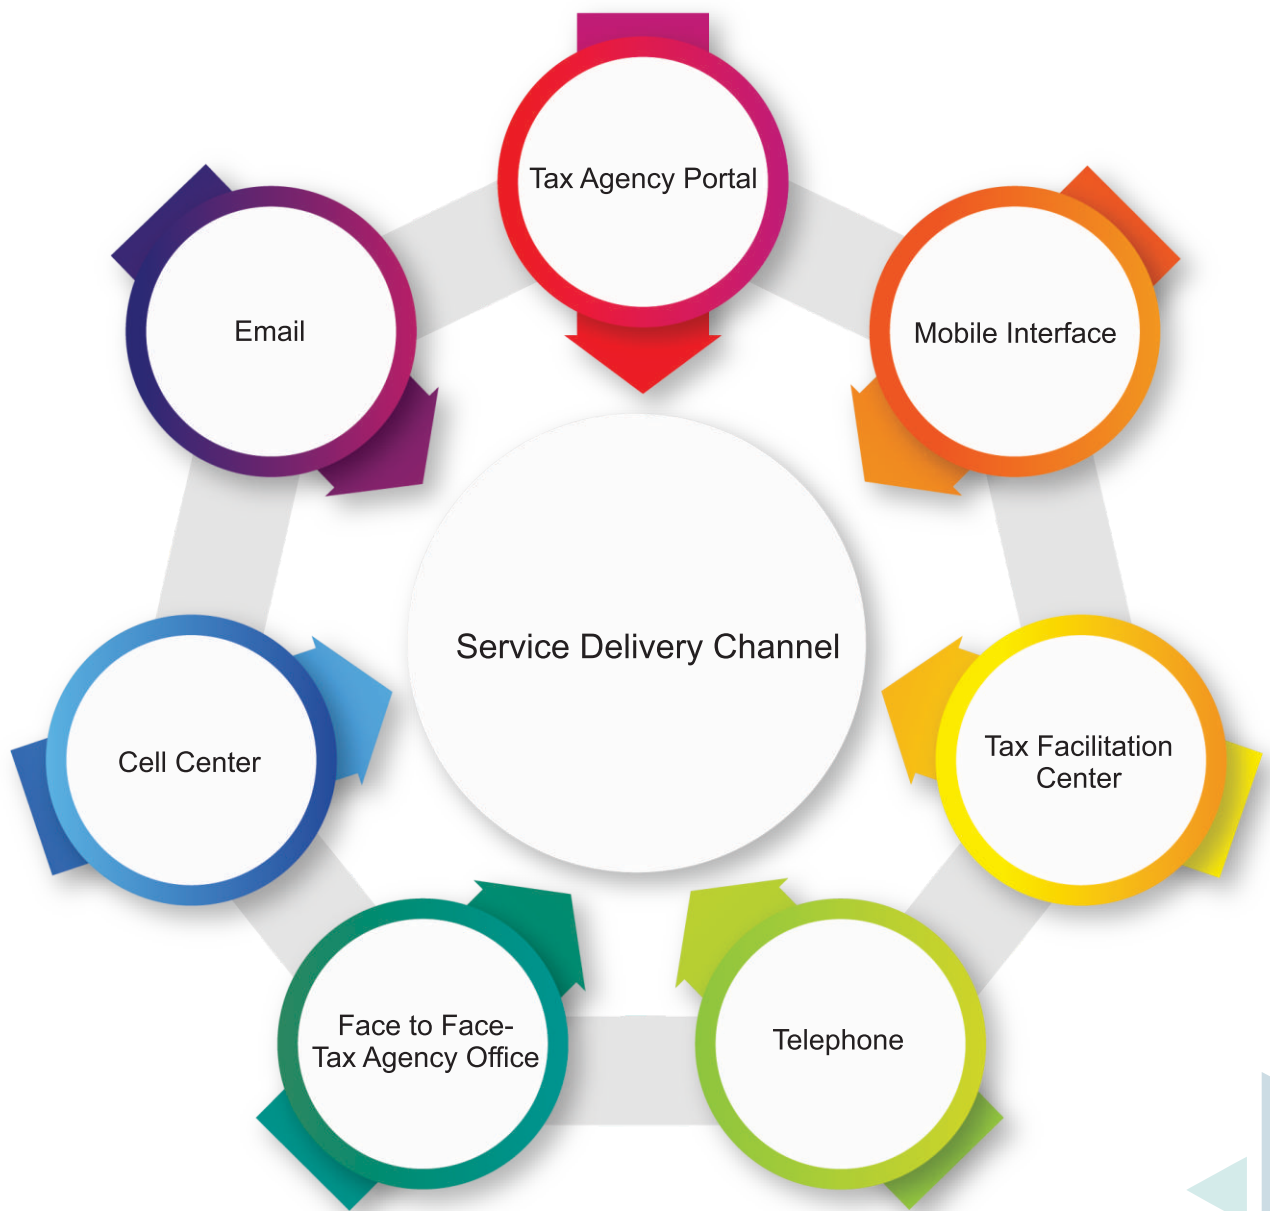 Tax Agency Portal
Email
Mobile Interface
Service Delivery Channel
Cell Center
Tax Facilitation
Center
Face to Face-
Tax Agency Office
Telephone